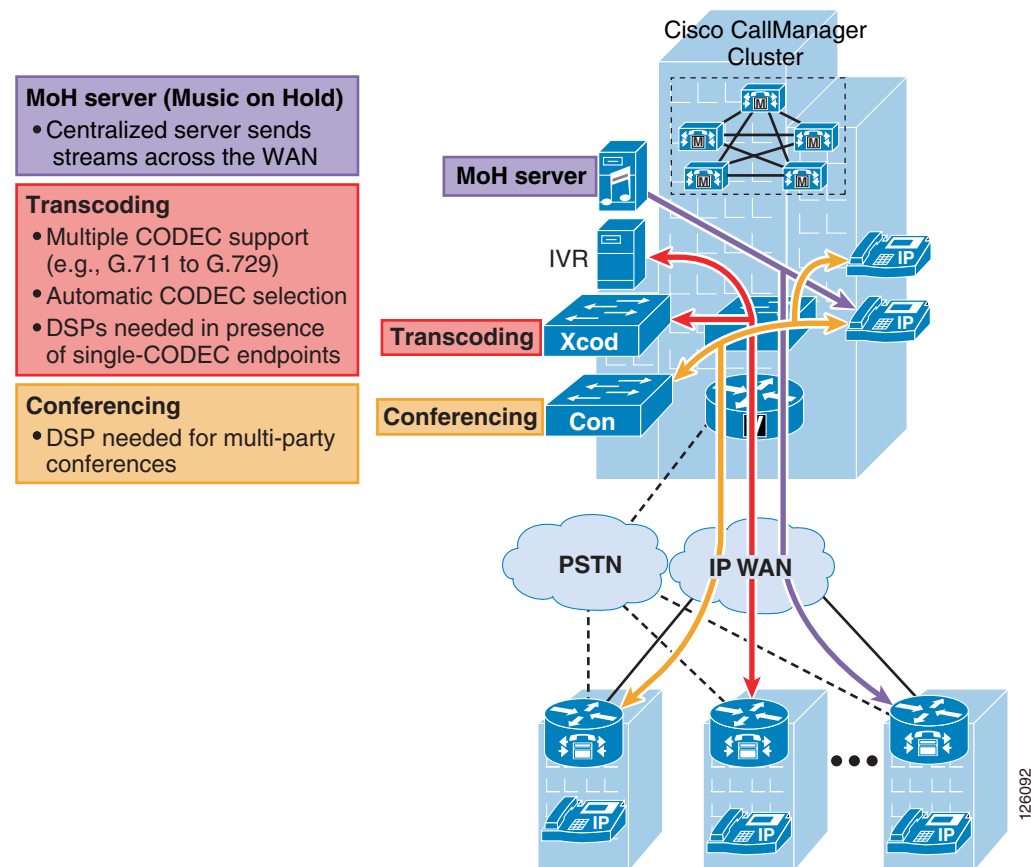 Cisco CallManager
Cluster
MoH server (Music on Hold)
• Centralized server sends
streams across the WAN
Transcoding
• Multiple CODEC support
(e.g., G.711 to G.729)
• Automatic CODEC selection
• DSPs needed in presence
of single-CODEC endpoints
Conferencing
• DSP needed for multi-party
conferences
M
M
M
M
M
MoH server
IVR
IP
IP
Transcoding
Xcod
Conferencing
Con
PSTN
IP WAN
IP
IP
IP
126092